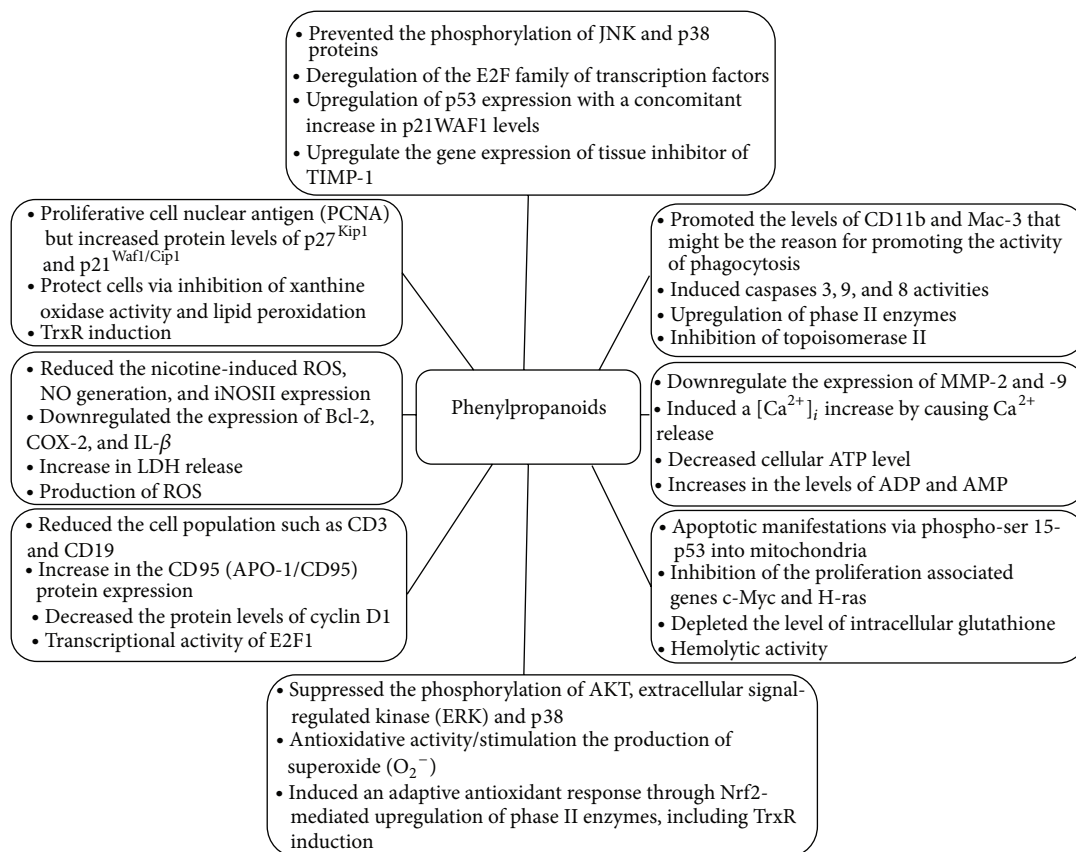 • Prevented the phosphorylation of JNK and p38
proteins
• Deregulation of the E2F family of transcription factors
• Upregulation of p53 expression with a concomitant
increase in p21WAF1 levels
• Upregulate the gene expression of tissue inhibitor of
TIMP-1
• Proliferative cell nuclear antigen (PCNA)
but increased protein levels of p27^Kip1
and p21^Waf1/Cip1
• Protect cells via inhibition of xanthine
oxidase activity and lipid peroxidation
• TrxR induction
• Promoted the levels of CD11b and Mac-3 that
might be the reason for promoting the activity
of phagocytosis
• Induced caspases 3, 9, and 8 activities
• Upregulation of phase II enzymes
• Inhibition of topoisomerase II
• Reduced the nicotine-induced ROS,
NO generation, and iNOSII expression
• Downregulated the expression of Bcl-2,
COX-2, and IL-β
• Increase in LDH release
• Production of ROS
Phenylpropanoids
• Downregulate the expression of MMP-2 and -9
• Induced a [Ca²⁺]ᵢ increase by causing Ca²⁺
release
• Decreased cellular ATP level
• Increases in the levels of ADP and AMP
• Reduced the cell population such as CD3
and CD19
• Increase in the CD95 (APO-1/CD95)
protein expression
• Decreased the protein levels of cyclin D1
• Transcriptional activity of E2F1
• Apoptotic manifestations via phospho-ser 15-
p53 into mitochondria
• Inhibition of the proliferation associated
genes c-Myc and H-ras
• Depleted the level of intracellular glutathione
• Hemolytic activity
• Suppressed the phosphorylation of AKT, extracellular signal-
regulated kinase (ERK) and p38
• Antioxidative activity/stimulation the production of
superoxide (O₂⁻)
• Induced an adaptive antioxidant response through Nrf2-
mediated upregulation of phase II enzymes, including TrxR
induction